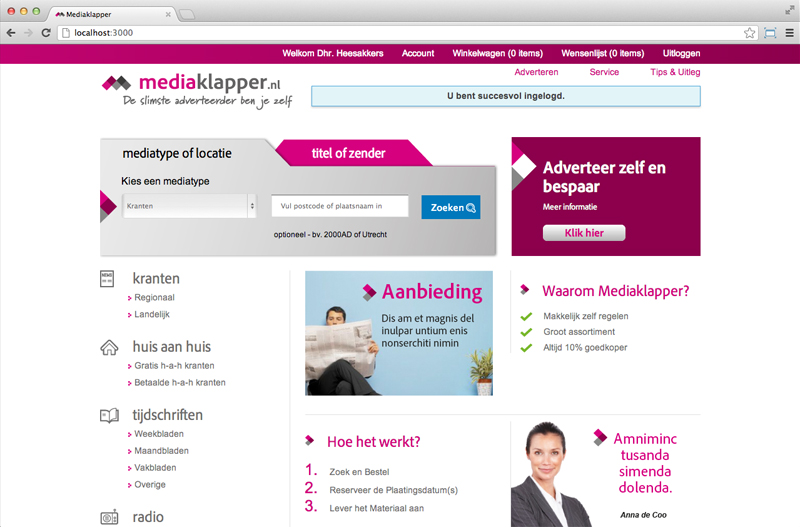 Mediaklapper
localhost:3000
Welkom Dhr. Heesakkers Account Winkelwagen (0 items) Wensenlijst (0 items) Uitloggen
Adverteren Service Tips & Uitleg
mediaklapper.nl
De slimste adverteerder ben je zelf
U bent succesvol ingelogd.
mediatype of locatie
titel of zender
Kies een mediatype
Kranten
Vul postcode of plaatsnaam in
Zoeken
optioneel - bv. 2000AD of Utrecht
Adverteer zelf en
bespaar
Meer informatie
Klik hier
NEWS
kranten
Regionaal
Landelijk
huis aan huis
Gratis h-a-h kranten
Betaalde h-a-h kranten
tijdschriften
Weekbladen
Maandbladen
Vakbladen
Overige
radio
Aanbieding
Dis am et magnis del
inulpar untium enis
nonserchiti nimin
Waarom Mediaklapper?
Makkelijk zelf regelen
Groot assortiment
Altijd 10% goedkoper
Hoe het werkt?
1. Zoek en Bestel
2. Reserveer de Plaatingsdatum(s)
3. Lever het Materiaal aan
Amniminc
tusanda
simenda
dolenda.
Anna de Coo